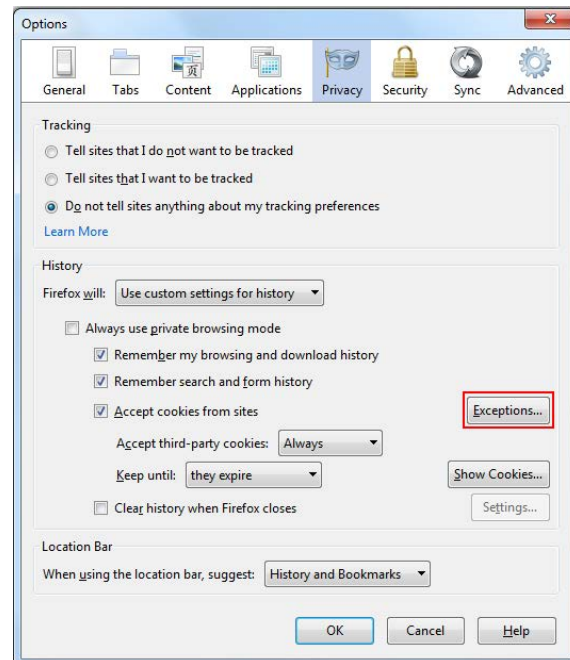 Options
General Tabs Content Applications Privacy Security Sync Advanced
页
Tracking
Tell sites that I do not want to be tracked
Tell sites that I want to be tracked
Do not tell sites anything about my tracking preferences
Learn More
History
Firefox will: Use custom settings for history
Always use private browsing mode
Remember my browsing and download history
Remember search and form history
Accept cookies from sites Exceptions...
Accept third-party cookies: Always
Keep until: they expire Show Cookies...
Clear history when Firefox closes Settings...
Location Bar
When using the location bar, suggest: History and Bookmarks
OK Cancel Help